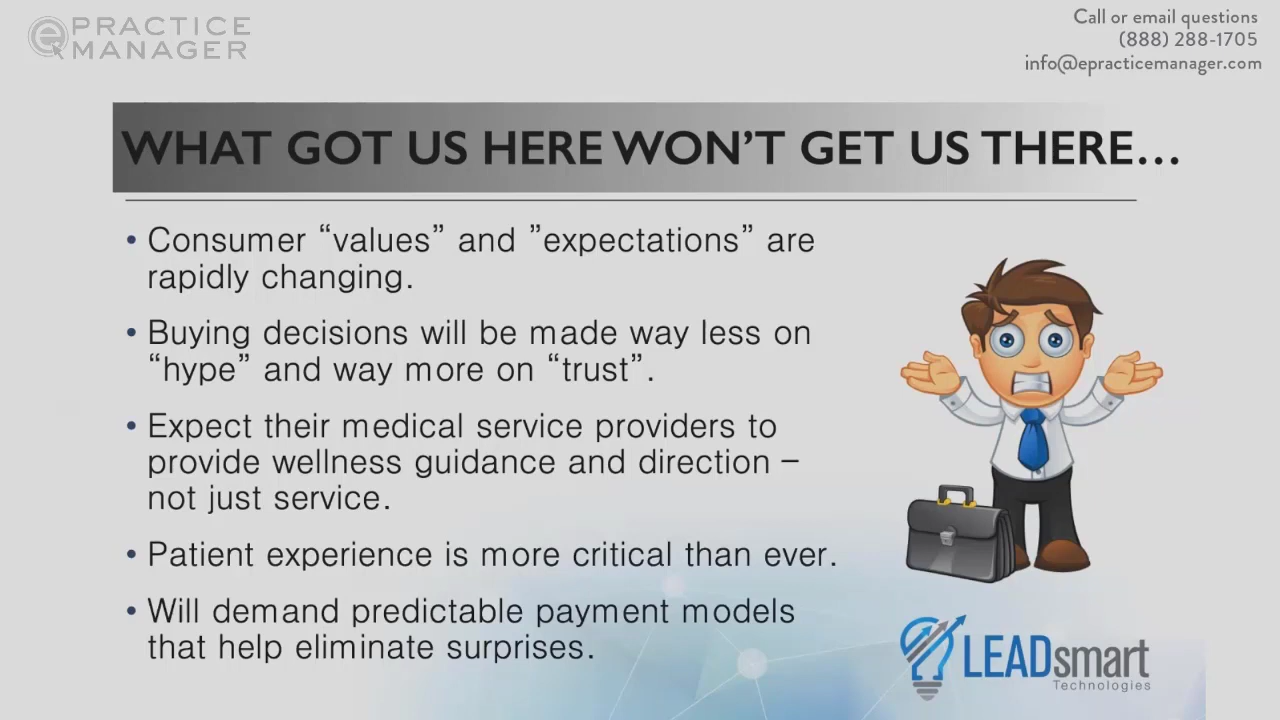 ePRACTICE
MANAGER
Call or email questions
(888) 288-1705
info@epracticemanager.com
WHAT GOT US HERE WON'T GET US THERE...
• Consumer “values” and ”expectations” are
rapidly changing.
• Buying decisions will be made way less on
“hype” and way more on “trust”.
• Expect their medical service providers to
provide wellness guidance and direction –
not just service.
• Patient experience is more critical than ever.
• Will demand predictable payment models
that help eliminate surprises.
LEADsmart
Technologies